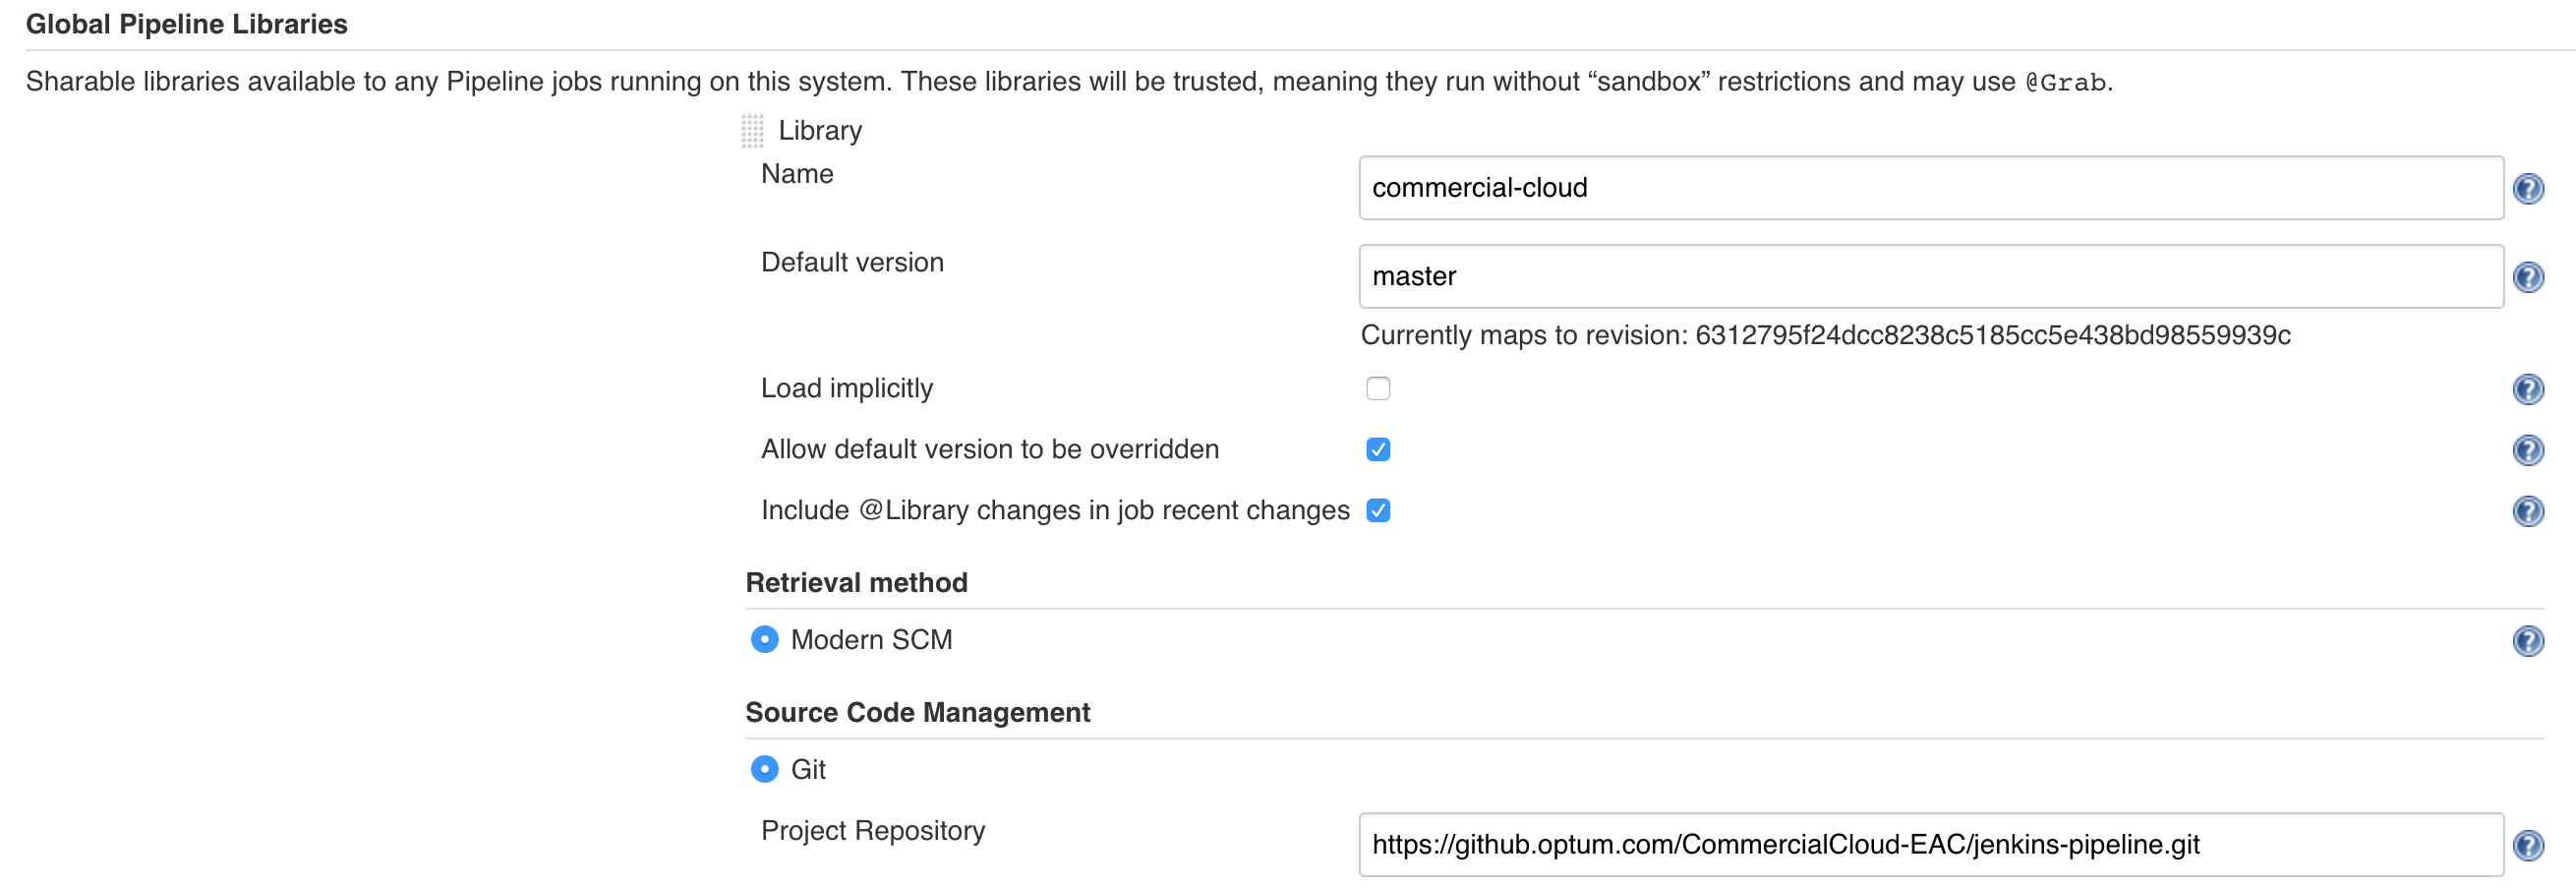 Global Pipeline Libraries
Sharable libraries available to any Pipeline jobs running on this system. These libraries will be trusted, meaning they run without “sandbox” restrictions and may use @Grab.
Library
Name
commercial-cloud
Default version
master
Currently maps to revision: 6312795f24dcc8238c5185cc5e438bd98559939c
Load implicitly
Allow default version to be overridden
Include @Library changes in job recent changes
Retrieval method
Modern SCM
Source Code Management
Git
Project Repository
https://github.optum.com/CommercialCloud-EAC/jenkins-pipeline.git